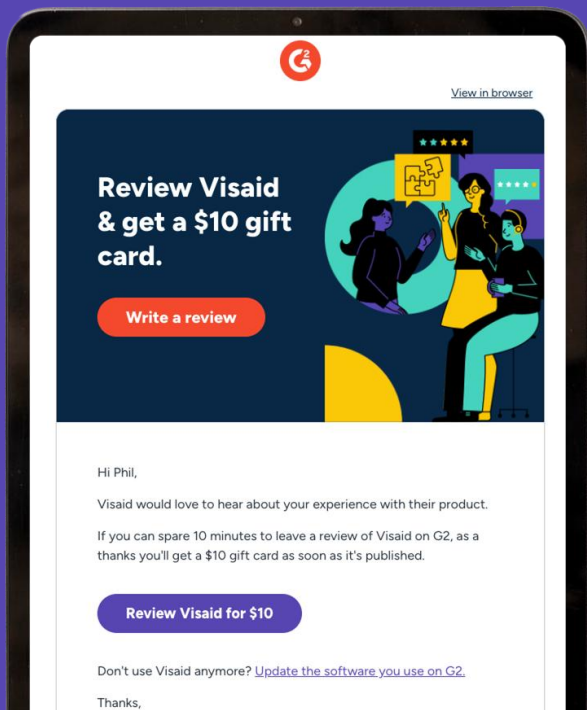 G2
View in browser
Review Visaid
& get a $10 gift
card.
Write a review
Hi Phil,
Visaid would love to hear about your experience with their product.
If you can spare 10 minutes to leave a review of Visaid on G2, as a
thanks you'll get a $10 gift card as soon as it's published.
Review Visaid for $10
Don't use Visaid anymore? Update the software you use on G2.
Thanks,